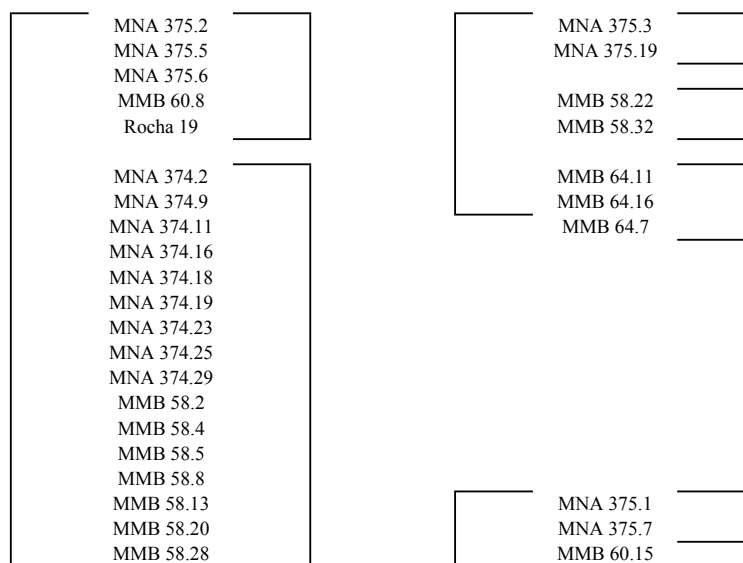 MNA 375.2
MNA 375.5
MNA 375.6
MMB 60.8
Rocha 19
MNA 374.2
MNA 374.9
MNA 374.11
MNA 374.16
MNA 374.18
MNA 374.19
MNA 374.23
MNA 374.25
MNA 374.29
MMB 58.2
MMB 58.4
MMB 58.5
MMB 58.8
MMB 58.13
MMB 58.20
MMB 58.28
MNA 375.3
MNA 375.19
MMB 58.22
MMB 58.32
MMB 64.11
MMB 64.16
MMB 64.7
MNA 375.1
MNA 375.7
MMB 60.15